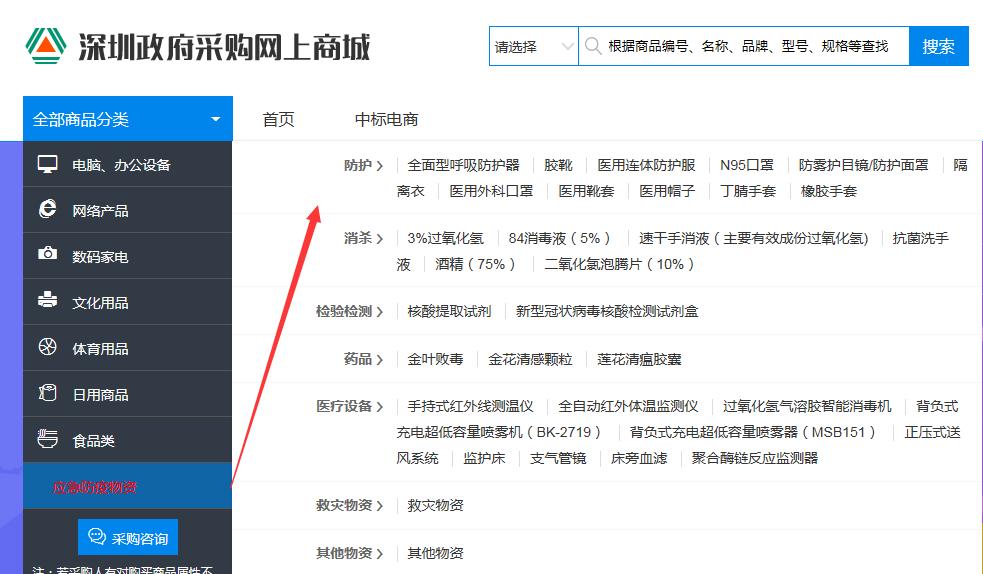 深圳政府采购网上商城
请选择 根据商品编号、名称、品牌、型号、规格等查找 搜索
全部商品分类 首页 中标电商
电脑、办公设备
网络产品
数码家电
文化用品
体育用品
日用商品
食品类
应急防疫物资
采购咨询
注：若采购人有对购买商品属性不
防护 全面型呼吸防护器 胶靴 医用连体防护服 N95口罩 防雾护目镜/防护面罩 隔
离衣 医用外科口罩 医用靴套 医用帽子 丁腈手套 橡胶手套
消杀 3%过氧化氢 84消毒液（5%） 速干手消液（主要有效成份过氧化氢) 抗菌洗手
液 酒精（75%） 二氧化氯泡腾片（10%）
检验检测 核酸提取试剂 新型冠状病毒核酸检测试剂盒
药品 金叶败毒 金花清感颗粒 莲花清瘟胶囊
医疗设备 手持式红外线测温仪 全自动红外体温监测仪 过氧化氢气溶胶智能消毒机 背负式
充电超低容量喷雾机（BK-2719） 背负式充电超低容量喷雾器（MSB151） 正压式送
风系统 监护床 支气管镜 床旁血滤 聚合酶链反应监测器
救灾物资 救灾物资
其他物资 其他物资